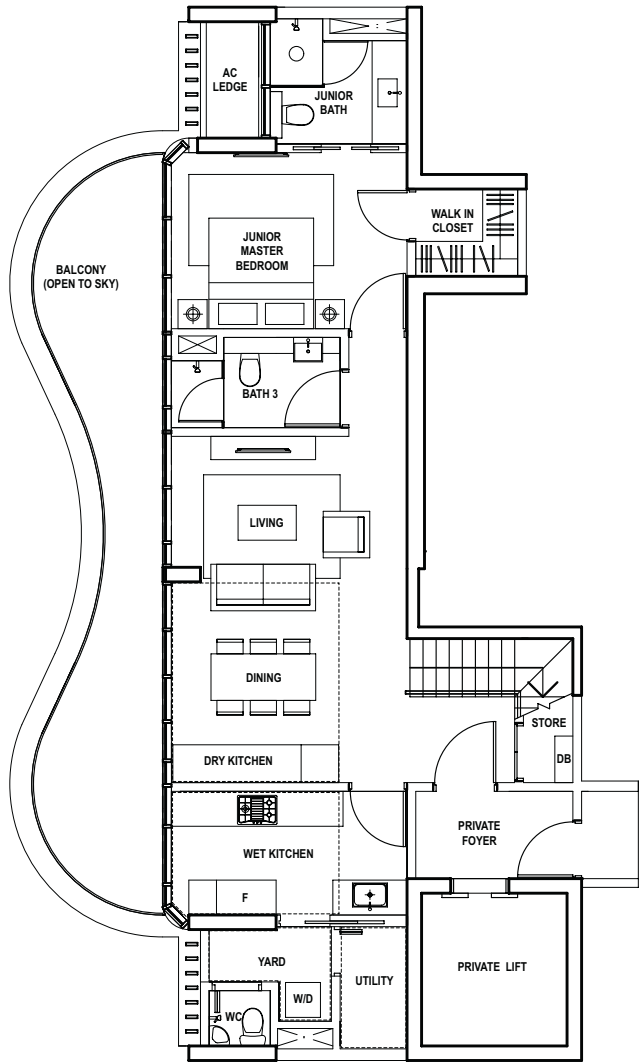 AC
LEDGE
JUNIOR
BATH
WALK IN
CLOSET
JUNIOR
MASTER
BEDROOM
BALCONY
(OPEN TO SKY)
BATH 3
LIVING
DINING
STORE
DB
DRY KITCHEN
PRIVATE
FOYER
WET KITCHEN
F
YARD
PRIVATE LIFT
UTILITY
W/D
WC